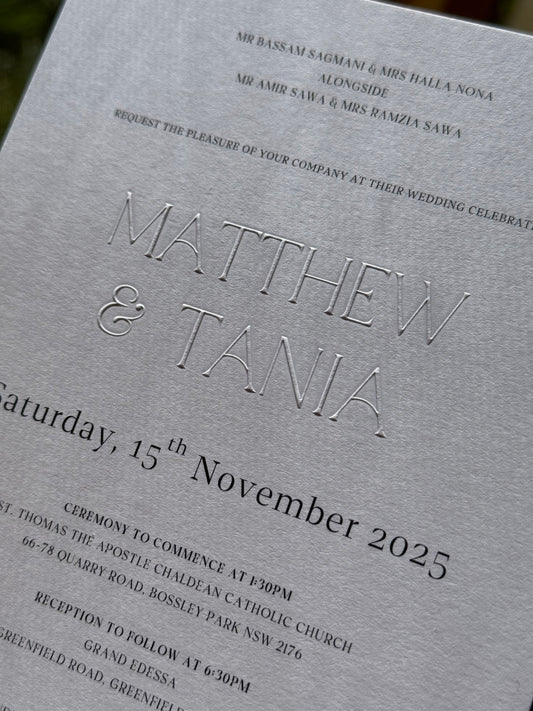 MR BASSAM SAGMANI & MRS HALLA NONA
ALONGSIDE
MR AMIR SAWA & MRS RAMZIA SAWA
REQUEST THE PLEASURE OF YOUR COMPANY AT THEIR WEDDING CELEBRAT
MATTHEW
& TANIA
Saturday, 15th November 2025
CEREMONY TO COMMENCE AT 1:30PM
ST. THOMAS THE APOSTLE CHALDEAN CATHOLIC CHURCH
66-78 QUARRY ROAD, BOSSLEY PARK NSW 2176
RECEPTION TO FOLLOW AT 6:30PM
GRAND EDESSA
GREENFIELD ROAD, GREENFIEL